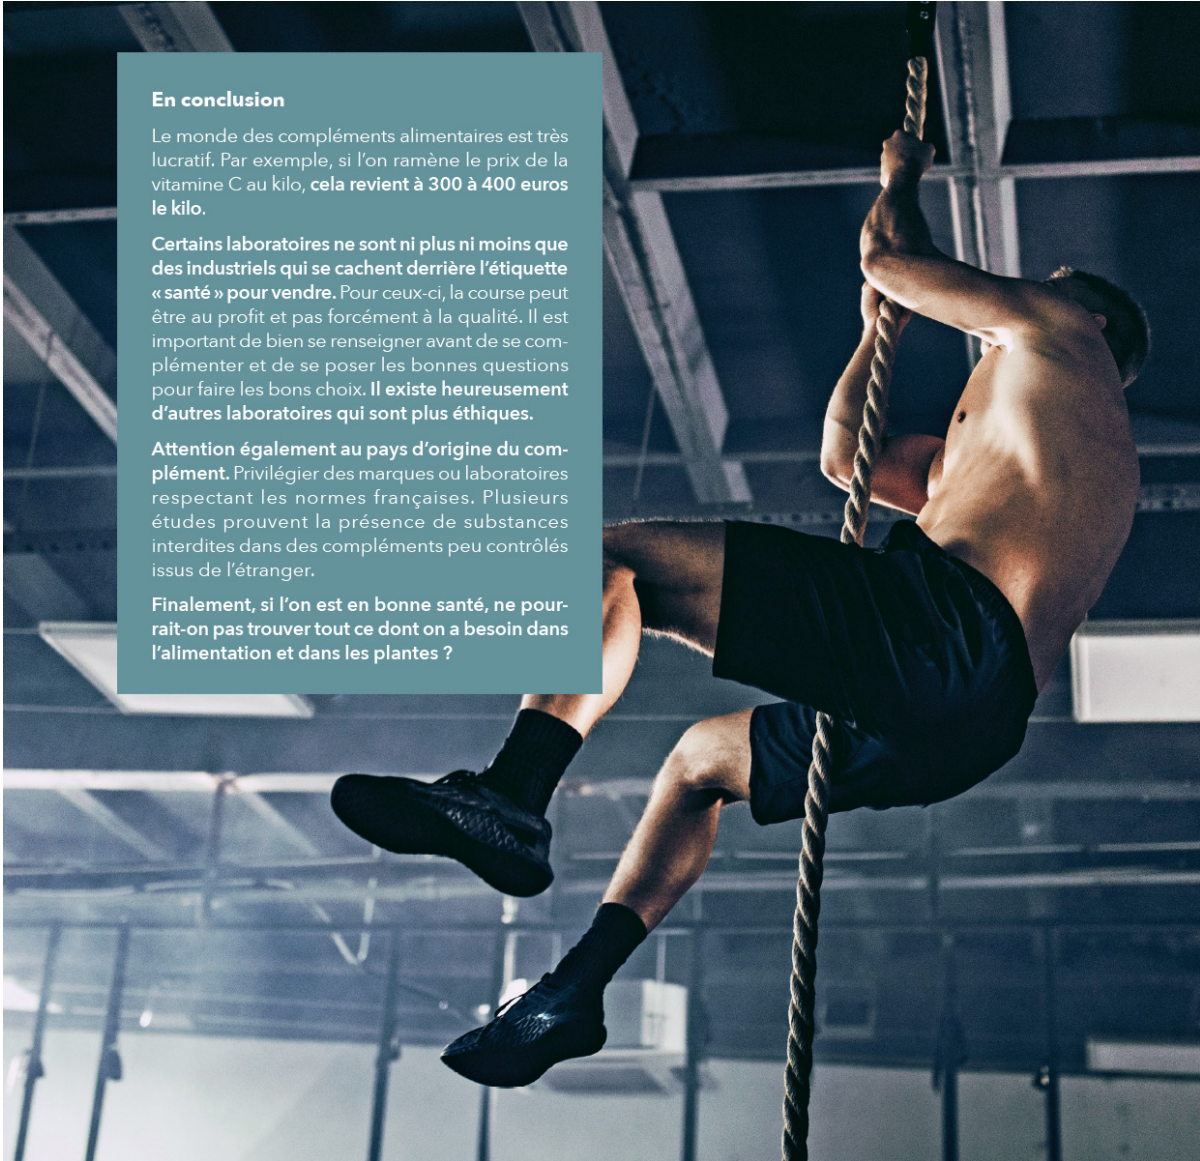 En conclusion
Le monde des compléments alimentaires est très
lucratif. Par exemple, si l’on ramène le prix de la
vitamine C au kilo, cela revient à 300 à 400 euros
le kilo.
Certains laboratoires ne sont ni plus ni moins que
des industriels qui se cachent derrière l’étiquette
« santé » pour vendre. Pour ceux-ci, la course peut
être au profit et pas forcément à la qualité. Il est
important de bien se renseigner avant de se com-
plémenter et de se poser les bonnes questions
pour faire les bons choix. Il existe heureusement
d’autres laboratoires qui sont plus éthiques.
Attention également au pays d’origine du com-
plément. Privilégier des marques ou laboratoires
respectant les normes françaises. Plusieurs
études prouvent la présence de substances
interdites dans des compléments peu contrôlés
issus de l’étranger.
Finalement, si l’on est en bonne santé, ne pour-
rait-on pas trouver tout ce dont on a besoin dans
l’alimentation et dans les plantes ?